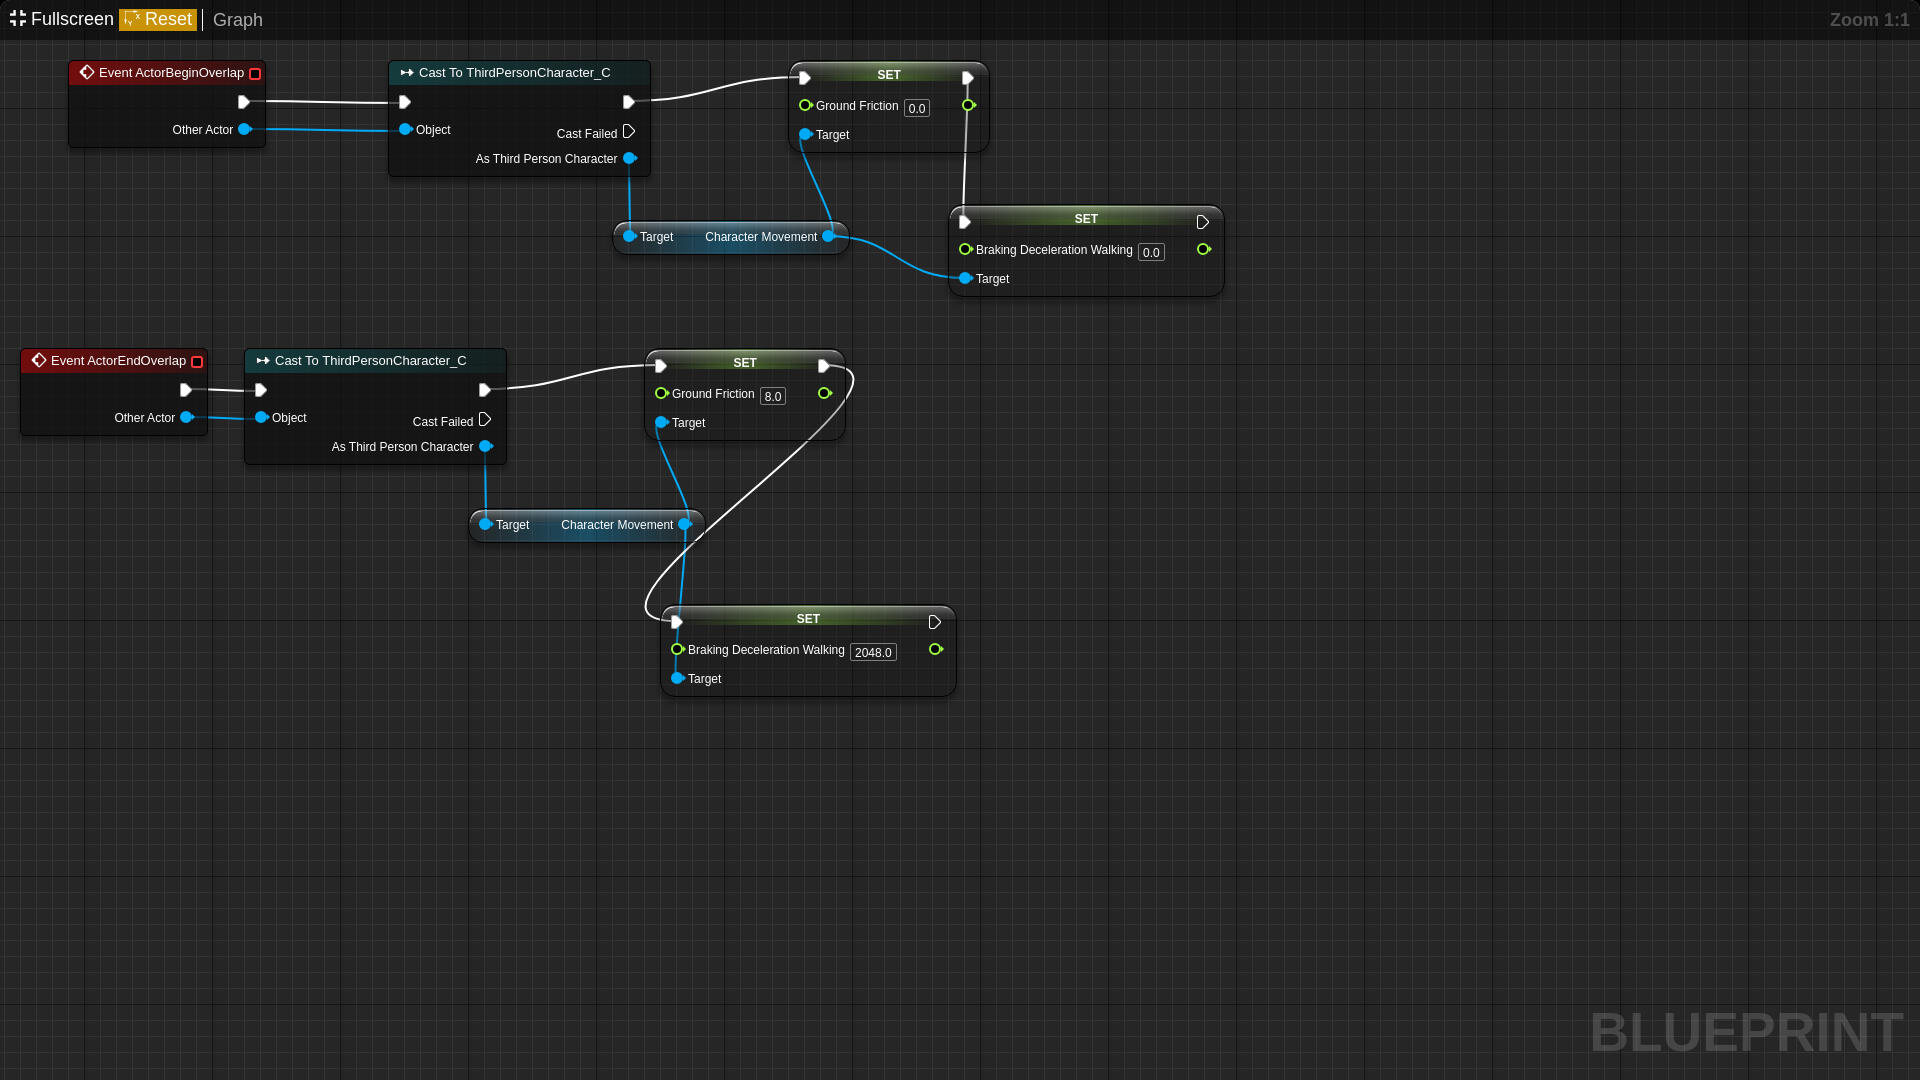 Fullscreen Reset Graph
Zoom 1:1
Event ActorBeginOverlap
Other Actor
Cast To ThirdPersonCharacter_C
Object
Cast Failed
As Third Person Character
SET
Ground Friction 0.0
Target
Target Character Movement
SET
Braking Deceleration Walking 0.0
Target
Event ActorEndOverlap
Other Actor
Cast To ThirdPersonCharacter_C
Object
Cast Failed
As Third Person Character
SET
Ground Friction 8.0
Target
Target Character Movement
SET
Braking Deceleration Walking 2048.0
Target
BLUEPRINT